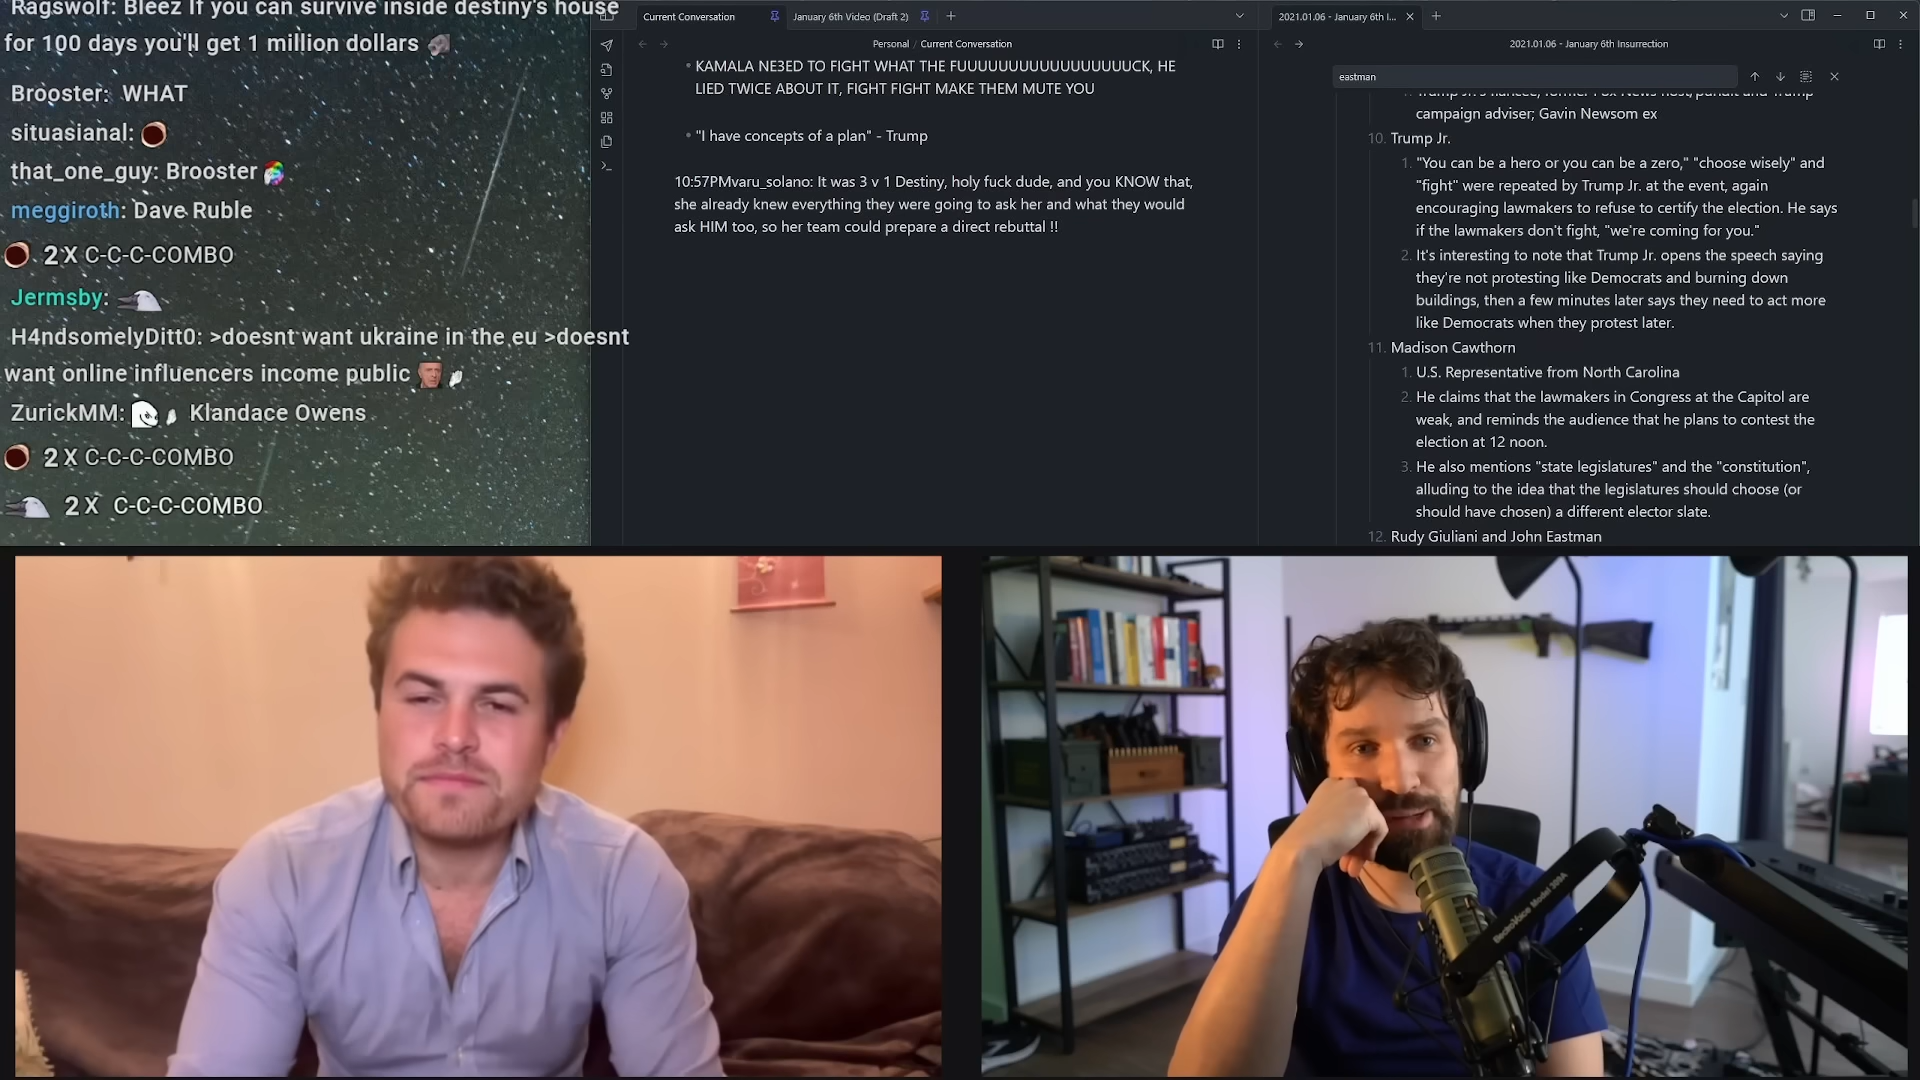 Ragswolf: Bleez If you can survive inside destiny's house
for 100 days you'll get 1 million dollars
Brooster: WHAT
situasianal:
that_one_guy: Brooster
meggiroth: Dave Ruble
2 X C-C-C-COMBO
Jermsby:
H4ndsomelyDitt0: >doesnt want ukraine in the eu >doesnt
want online influencers income public
ZurickMM: Klandace Owens
2 X C-C-C-COMBO
2 X C-C-C-COMBO
Current Conversation
January 6th Video (Draft 2)
Personal / Current Conversation
• KAMALA NE3ED TO FIGHT WHAT THE FUUUUUUUUUUUUUUUUUCK, HE
LIED TWICE ABOUT IT, FIGHT FIGHT MAKE THEM MUTE YOU
• "I have concepts of a plan" - Trump
10:57PMvaru_solano: It was 3 v 1 Destiny, holy fuck dude, and you KNOW that,
she already knew everything they were going to ask her and what they would
ask HIM too, so her team could prepare a direct rebuttal !!
2021.01.06 - January 6th I...
2021.01.06 - January 6th Insurrection
eastman
campaign adviser; Gavin Newsom ex
10. Trump Jr.
1. "You can be a hero or you can be a zero," "choose wisely" and
"fight" were repeated by Trump Jr. at the event, again
encouraging lawmakers to refuse to certify the election. He says
if the lawmakers don't fight, "we're coming for you."
2. It's interesting to note that Trump Jr. opens the speech saying
they're not protesting like Democrats and burning down
buildings, then a few minutes later says they need to act more
like Democrats when they protest later.
11. Madison Cawthorn
1. U.S. Representative from North Carolina
2. He claims that the lawmakers in Congress at the Capitol are
weak, and reminds the audience that he plans to contest the
election at 12 noon.
3. He also mentions "state legislatures" and the "constitution",
alluding to the idea that the legislatures should choose (or
should have chosen) a different elector slate.
12. Rudy Giuliani and John Eastman
ElectroVoice Model 309A